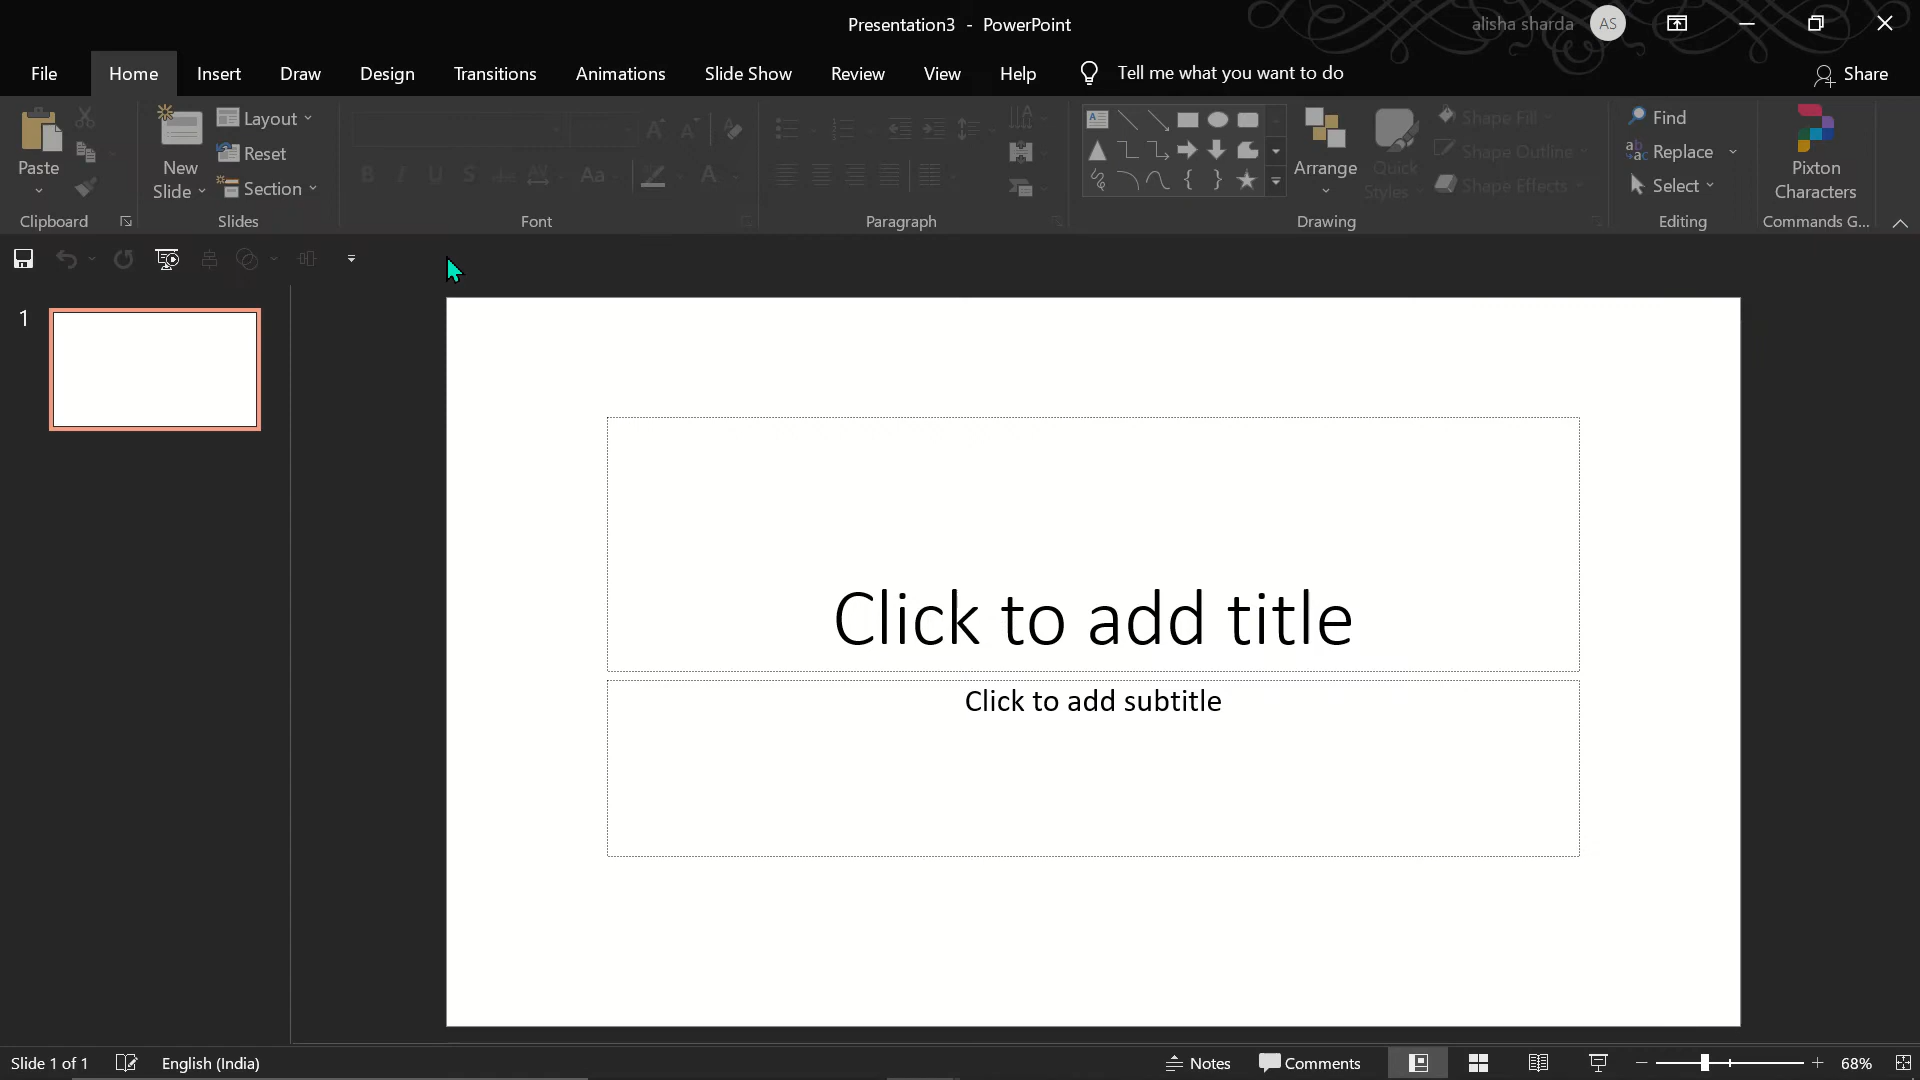 Presentation3 - PowerPoint
alisha sharda
AS
File
Home
Insert
Draw
Design
Transitions
Animations
Slide Show
Review
View
Help
Tell me what you want to do
Share
Paste
Clipboard
New
Slide
Layout
Reset
Section
Slides
B
I
U
S
Aa
A
Font
Paragraph
Arrange
Quick
Styles
Shape Fill
Shape Outline
Shape Effects
Drawing
Find
Replace
Select
Editing
Pixton
Characters
Commands G...
1
Click to add title
Click to add subtitle
Slide 1 of 1
English (India)
Notes
Comments
68%